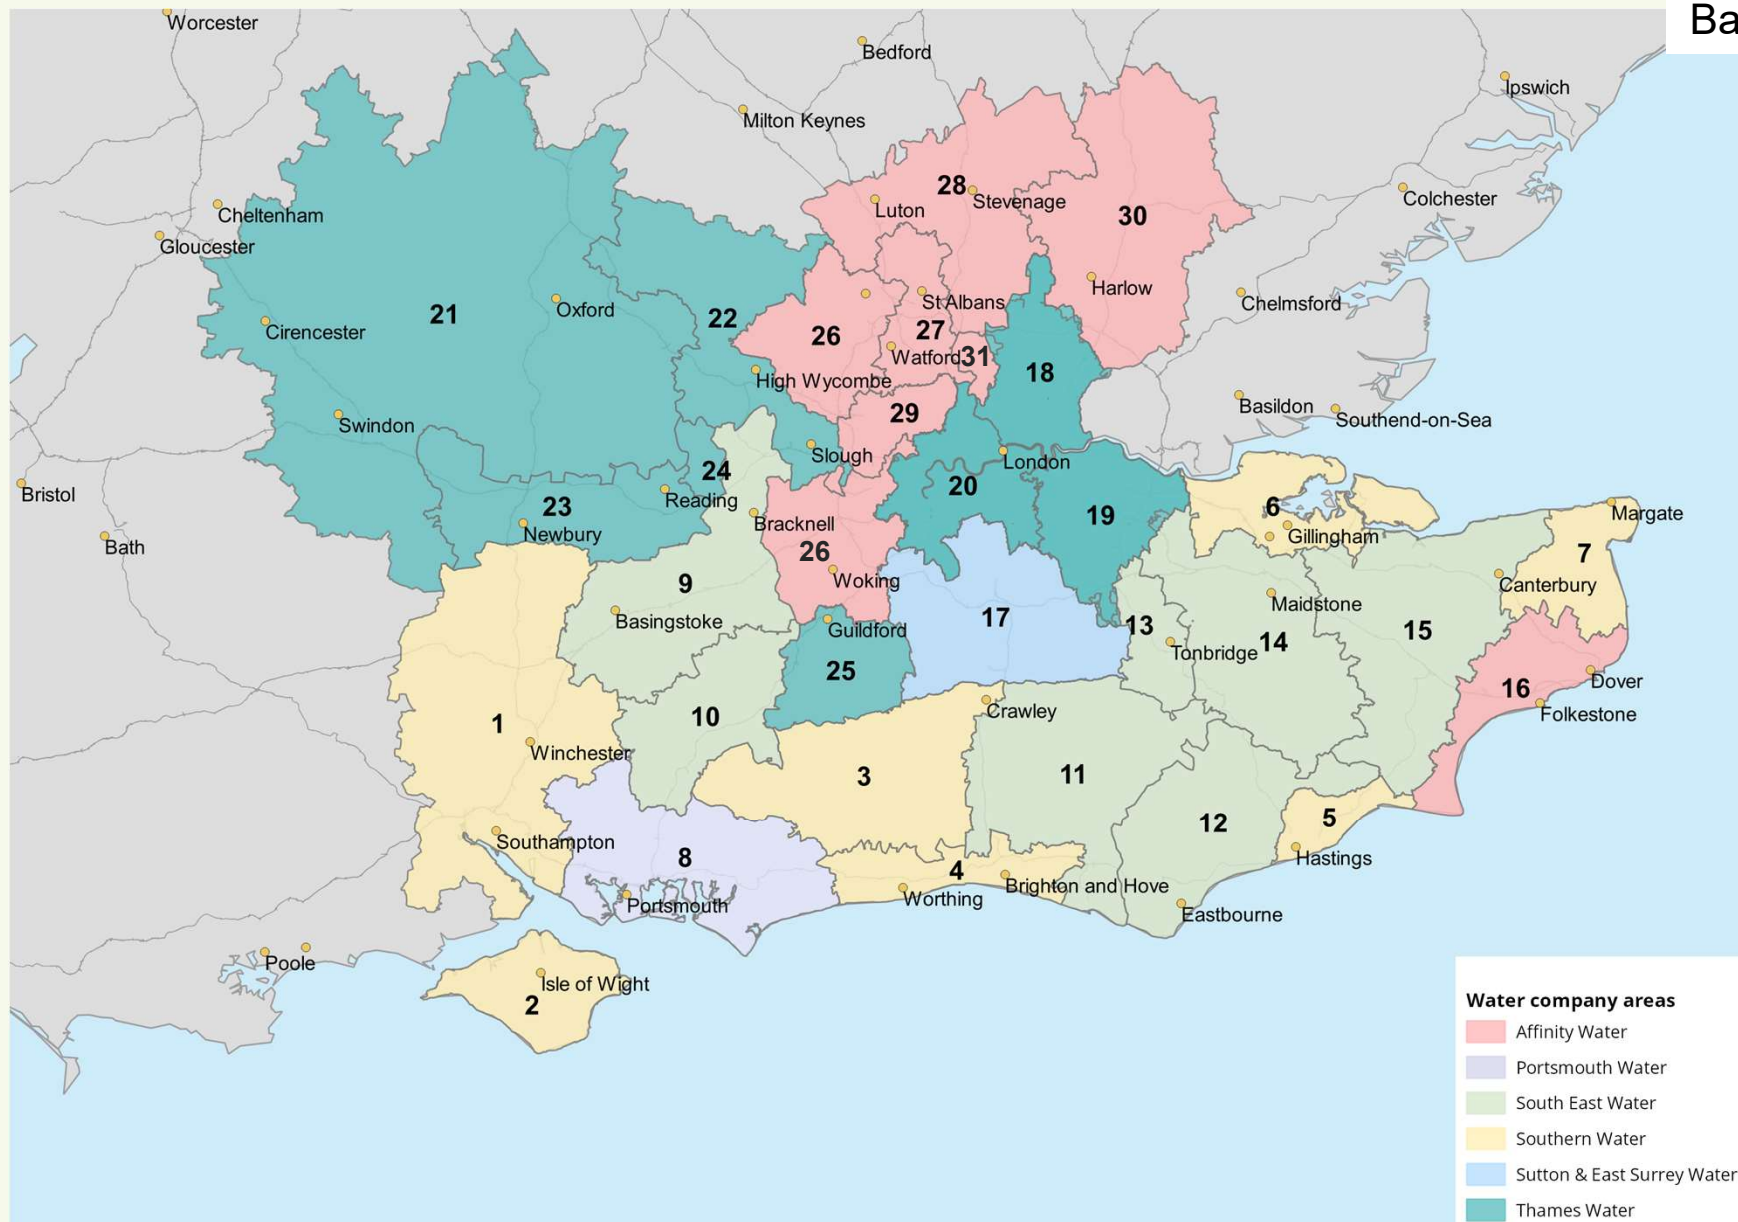 Ba
Worcester
Bedford
Ipswich
Milton Keynes
Cheltenham
Gloucester
28
Luton
Stevenage
30
Colchester
21
Oxford
Cirencester
22
26
St Albans
27
Watford
31
Harlow
Chelmsford
High Wycombe
18
29
Swindon
Basildon
Southend-on-Sea
Slough
London
Bristol
24
Reading
20
23
Newbury
Bracknell
19
6
Gillingham
Margate
Bath
26
Woking
7
Canterbury
9
Basingstoke
Guildford
17
13
Maidstone
Tonbridge
14
15
25
Dover
16
Folkestone
1
Winchester
10
Crawley
3
11
12
5
Southampton
8
4
Hastings
Portsmouth
Worthing
Brighton and Hove
Eastbourne
Poole
Isle of Wight
2
Water company areas
Affinity Water
Portsmouth Water
South East Water
Southern Water
Sutton & East Surrey Water
Thames Water